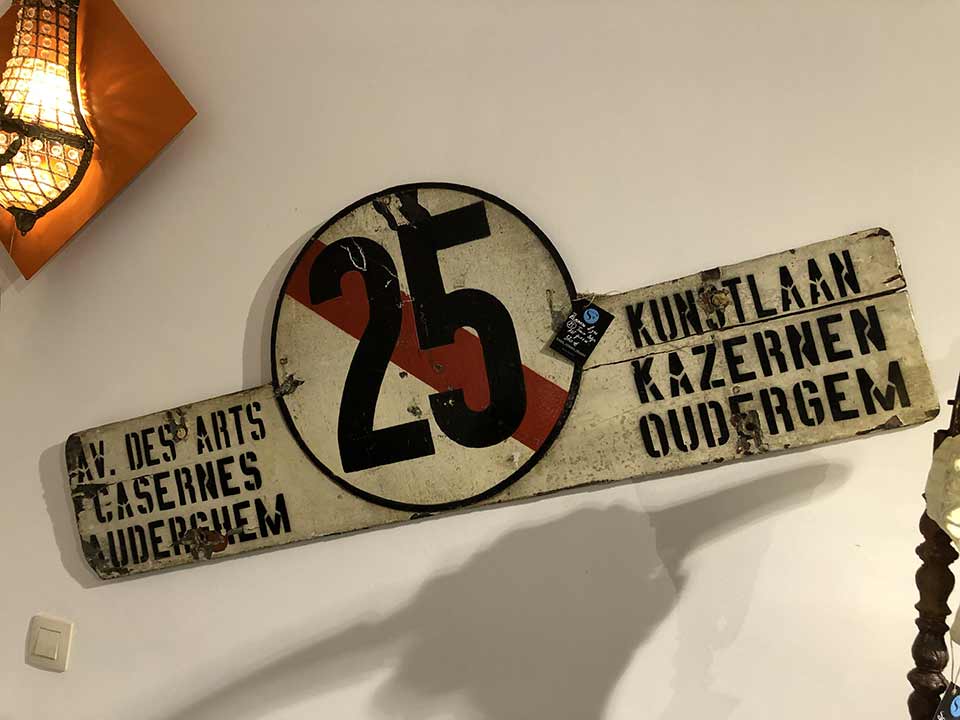 AV. DES ARTS
CASERNES
AUDERGHEM
25
KUNSTLAAN
KAZERNEN
OUDERGEM